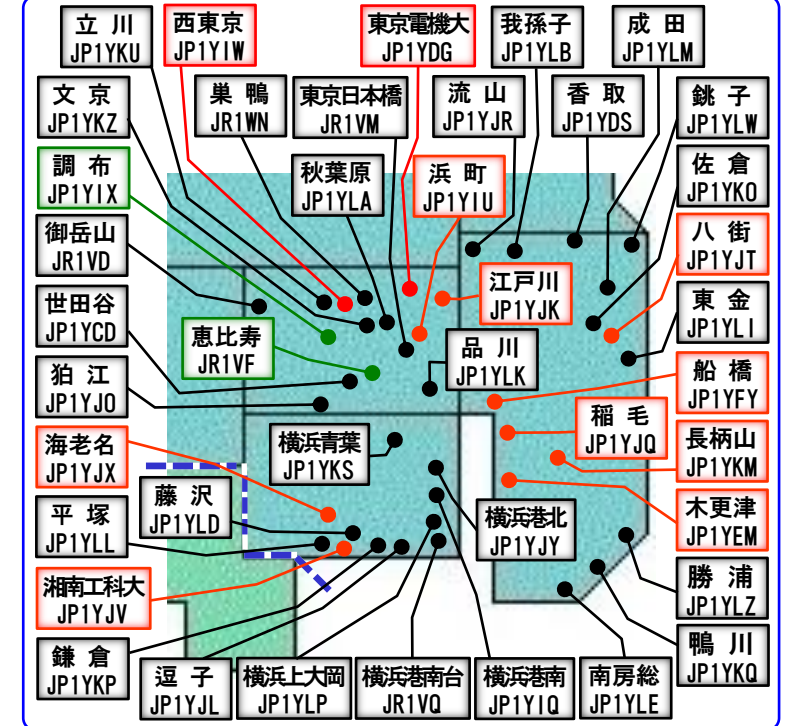 立川
JP1YKU
西東京
JP1YIW
東京電機大
JP1YDG
我孫子
JP1YLB
成田
JP1YLM
文京
JP1YKZ
巣鴨
JR1WN
東京日本橋
JR1VM
流山
JP1YJR
香取
JP1YDS
銚子
JP1YLW
調布
JP1YIX
秋葉原
JP1YLA
浜町
JP1YIU
佐倉
JP1YKO
御岳山
JR1VD
江戸川
JP1YJK
八街
JP1YJT
世田谷
JP1YCD
恵比寿
JR1VF
品川
JP1YLK
東金
JP1YLI
狛江
JP1YJO
船橋
JP1YFY
海老名
JP1YJX
横浜青葉
JP1YKS
稲毛
JP1YJQ
長柄山
JP1YKM
平塚
JP1YLL
藤沢
JP1YLD
横浜港北
JP1YJY
木更津
JP1YEM
湘南工科大
JP1YJV
勝浦
JP1YLZ
鎌倉
JP1YKP
逗子
JP1YJL
横浜上大岡
JP1YLP
横浜港南台
JR1VQ
横浜港南
JP1YIQ
南房総
JP1YLE
鴨川
JP1YKQ